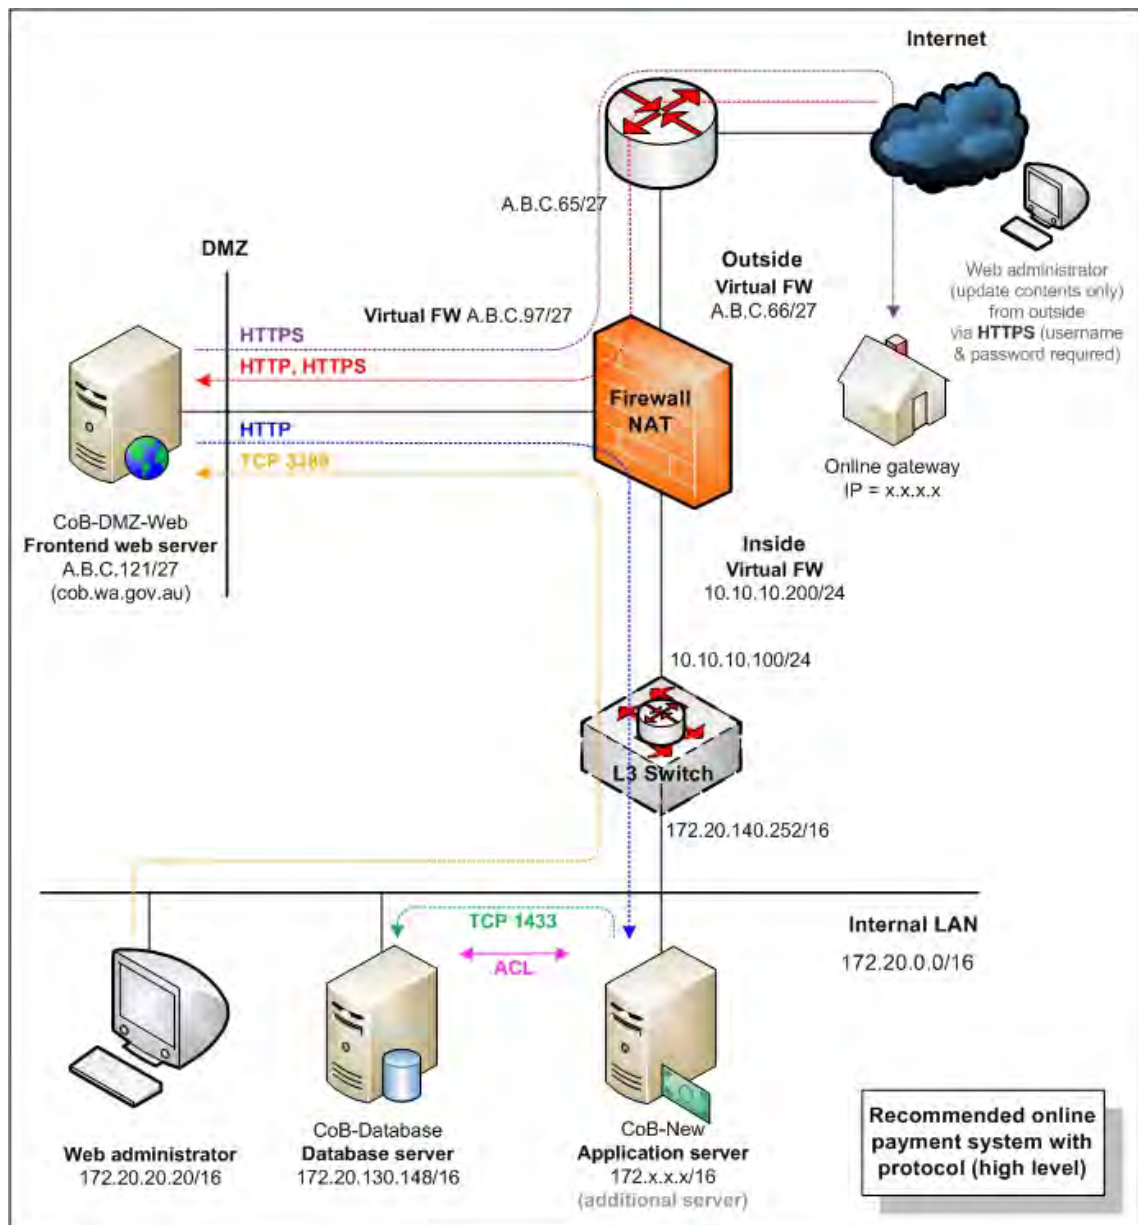 Internet
A.B.C.65/27
DMZ
Outside
Virtual FW
A.B.C.66/27
Web administrator
(update contents only)
from outside
via HTTPS (username
& password required)
Virtual FW A.B.C.97/27
HTTPS
HTTP, HTTPS
Firewall
NAT
HTTP
TCP 3389
Online gateway
IP = x.x.x.x
CoB-DMZ-Web
Frontend web server
A.B.C.121/27
(cob.wa.gov.au)
Inside
Virtual FW
10.10.10.200/24
10.10.10.100/24
L3 Switch
172.20.140.252/16
TCP 1433
ACL
Internal LAN
172.20.0.0/16
Web administrator
172.20.20.20/16
CoB-Database
Database server
172.20.130.148/16
CoB-New
Application server
172.x.x.x/16
(additional server)
Recommended online
payment system with
protocol (high level)